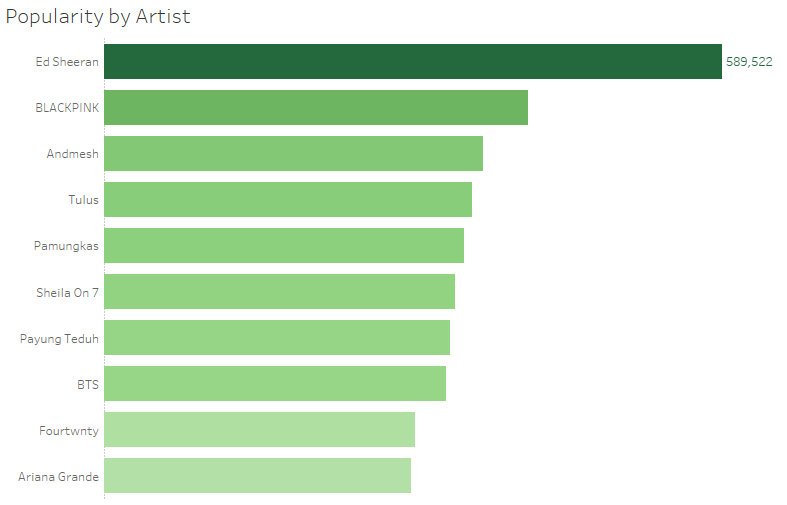 Popularity by Artist
Ed Sheeran 589,522
BLACKPINK
Andmesh
Tulus
Pamungkas
Sheila On 7
Payung Teduh
BTS
Fourtwnty
Ariana Grande